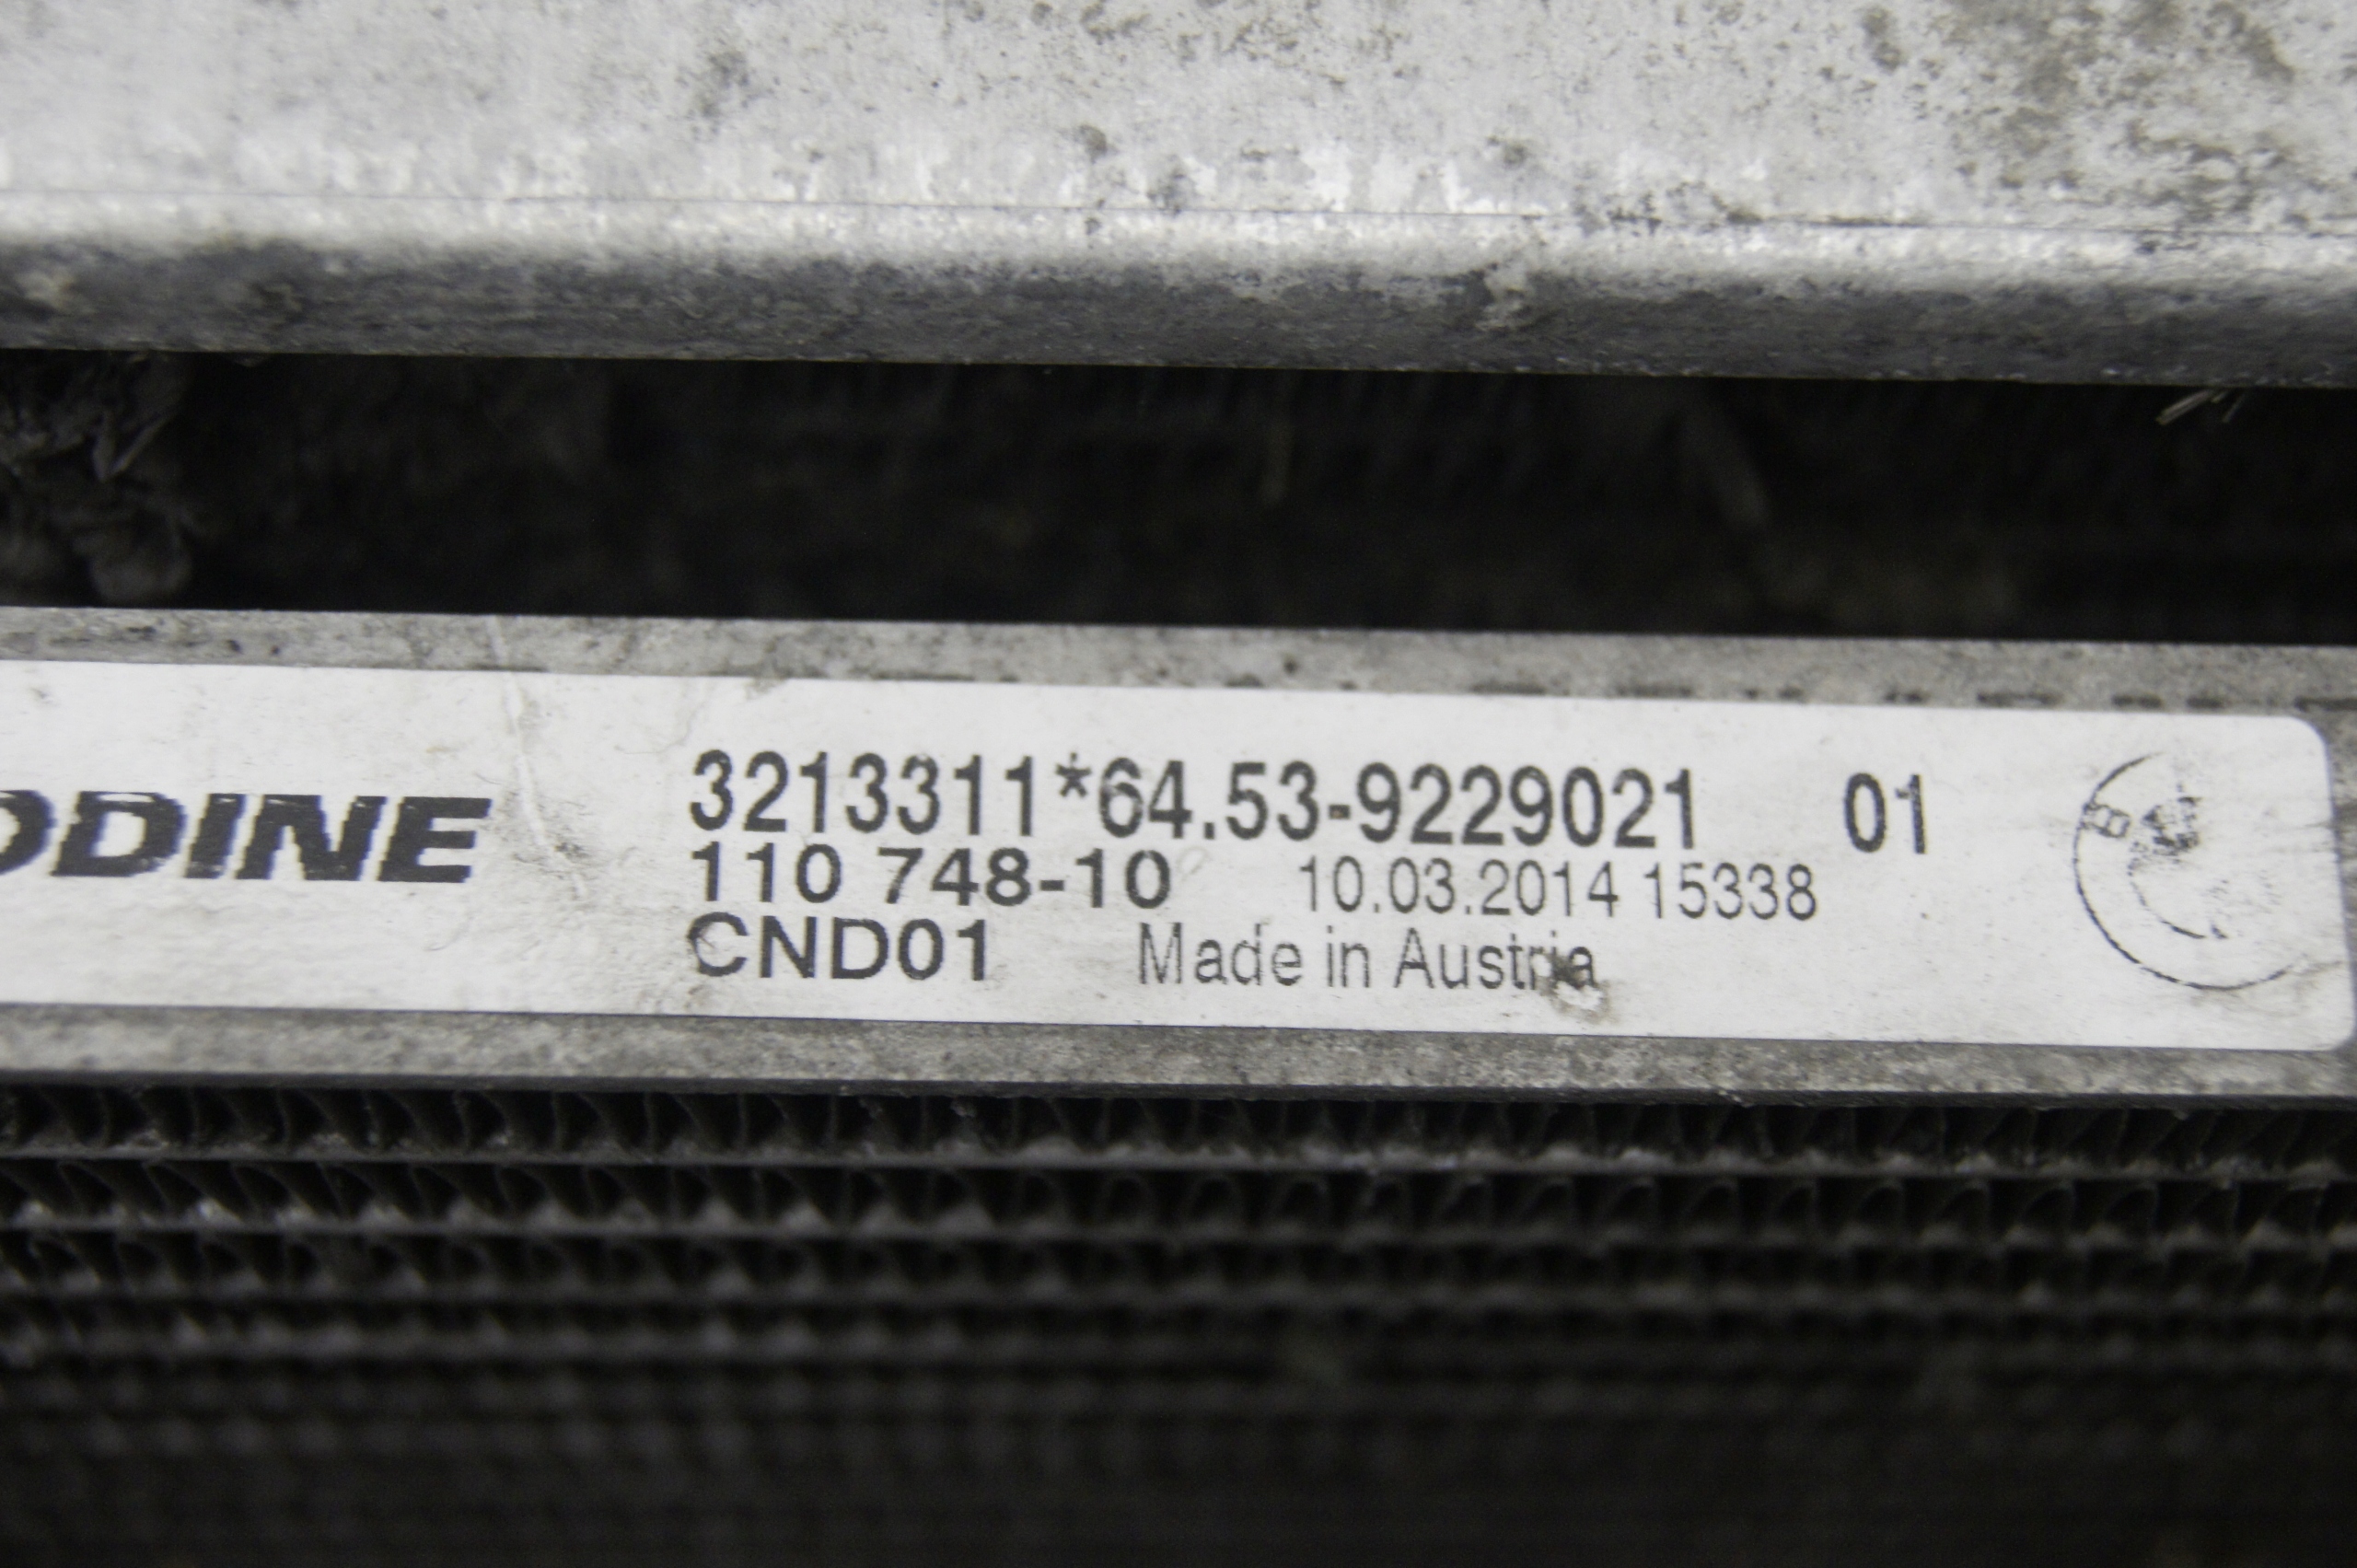 ODINE
3213311*64.53-9229021 01
110 748-10 10.03.2014 15338
CND01 Made in Austria
B